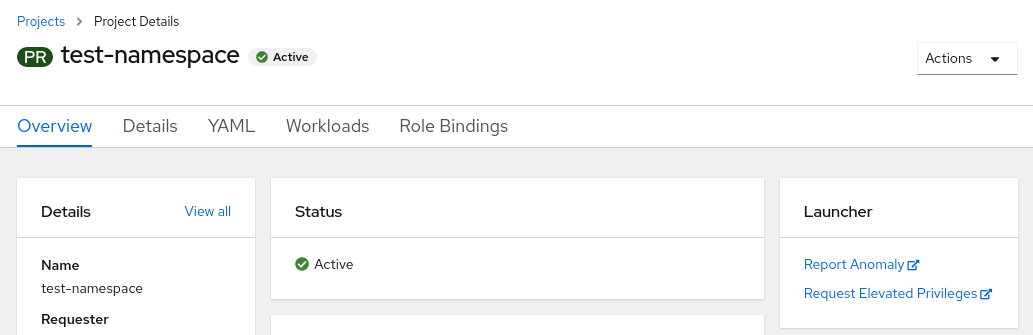 Projects > Project Details
PR test-namespace Active
Actions
Overview Details YAML Workloads Role Bindings
Details View all
Name
test-namespace
Requester
Status
Active
Launcher
Report Anomaly
Request Elevated Privileges